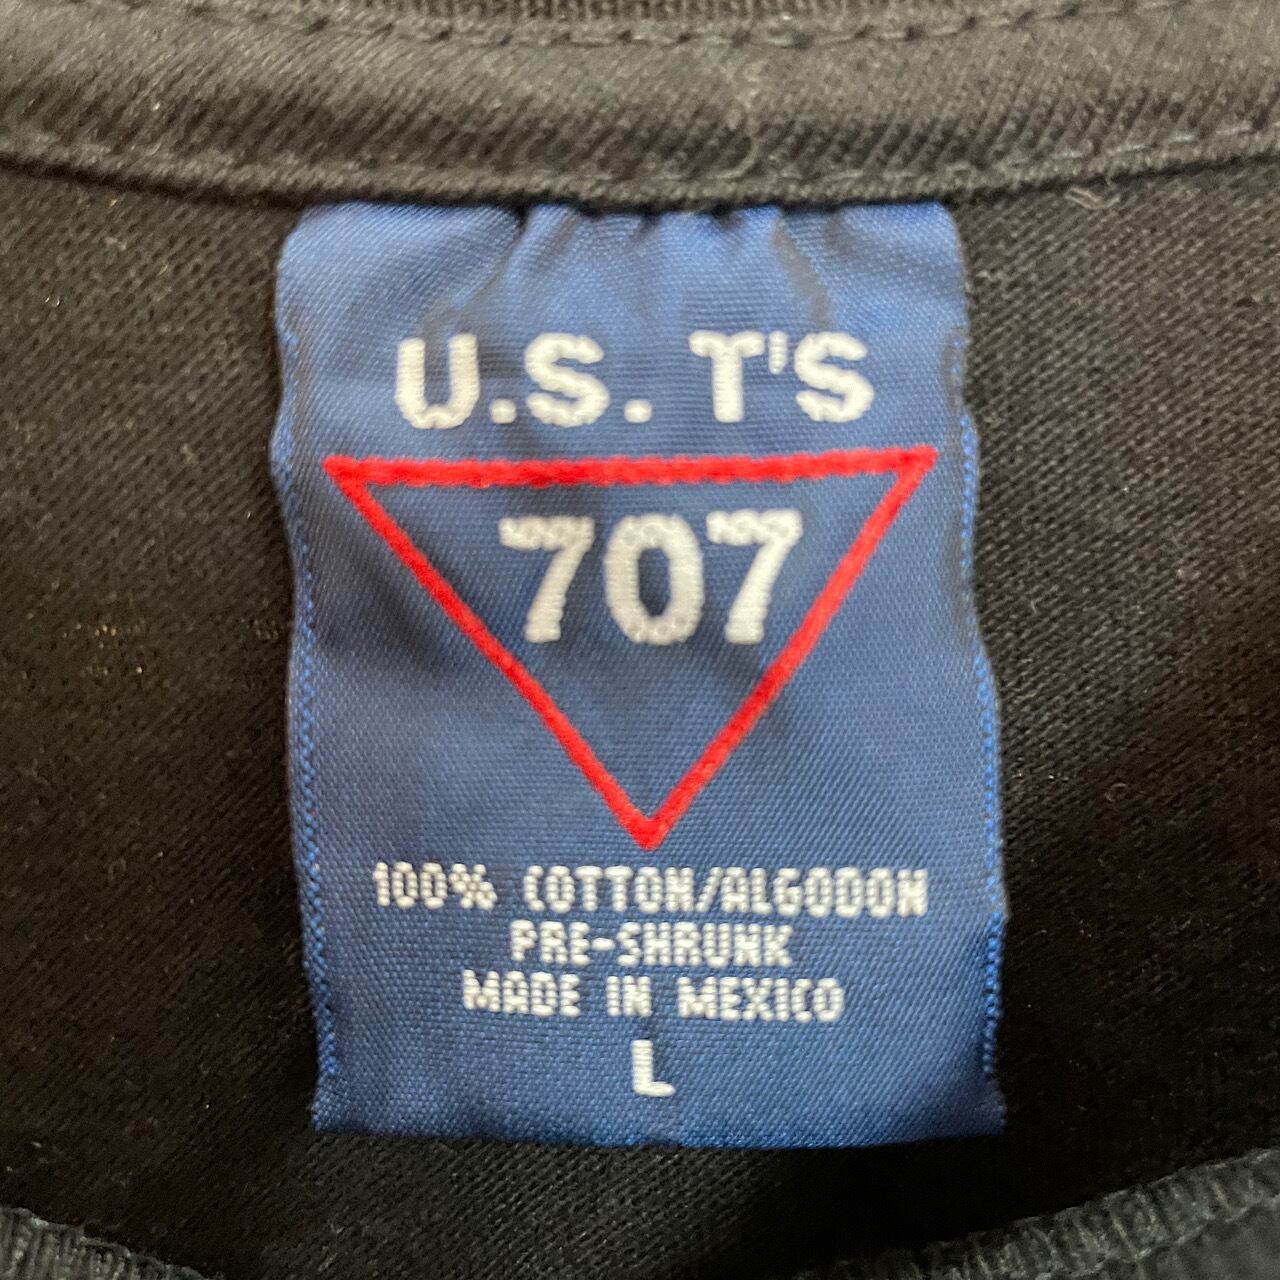 U.S. T'S
707
100% COTTON/ALGODON
PRE-SHRUNK
MADE IN MEXICO
L